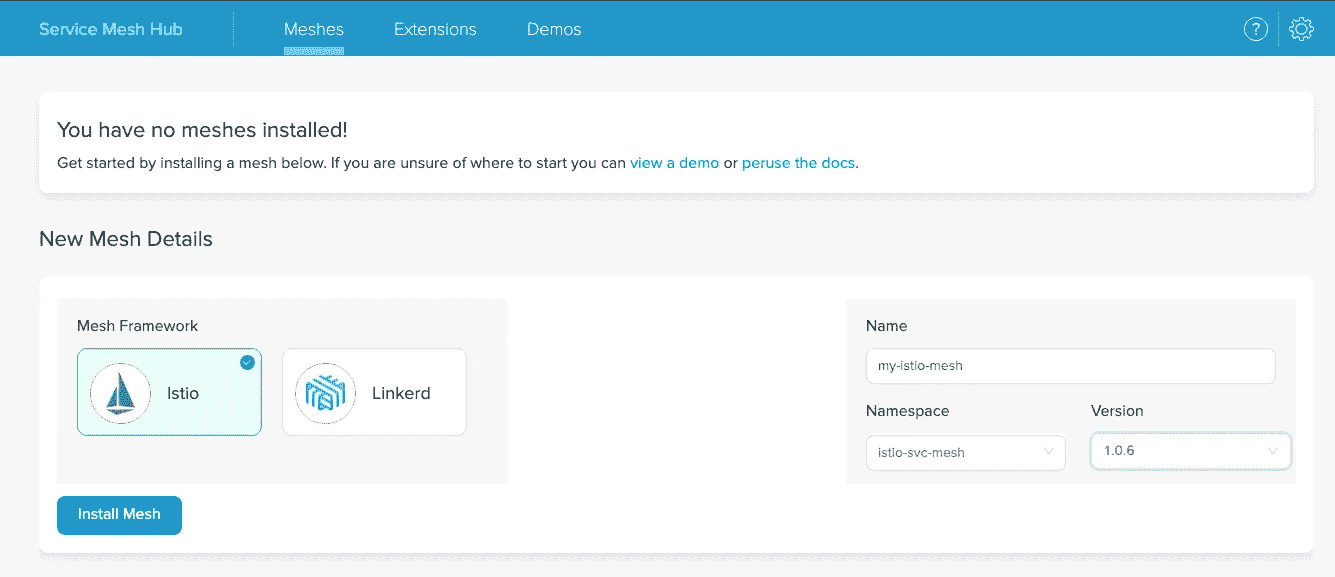 Service Mesh Hub Meshes Extensions Demos ?
You have no meshes installed!
Get started by installing a mesh below. If you are unsure of where to start you can view a demo or peruse the docs.
New Mesh Details
Mesh Framework
Istio Linkerd
Name
my-istio-mesh
Namespace Version
istio-svc-mesh 1.0.6
Install Mesh